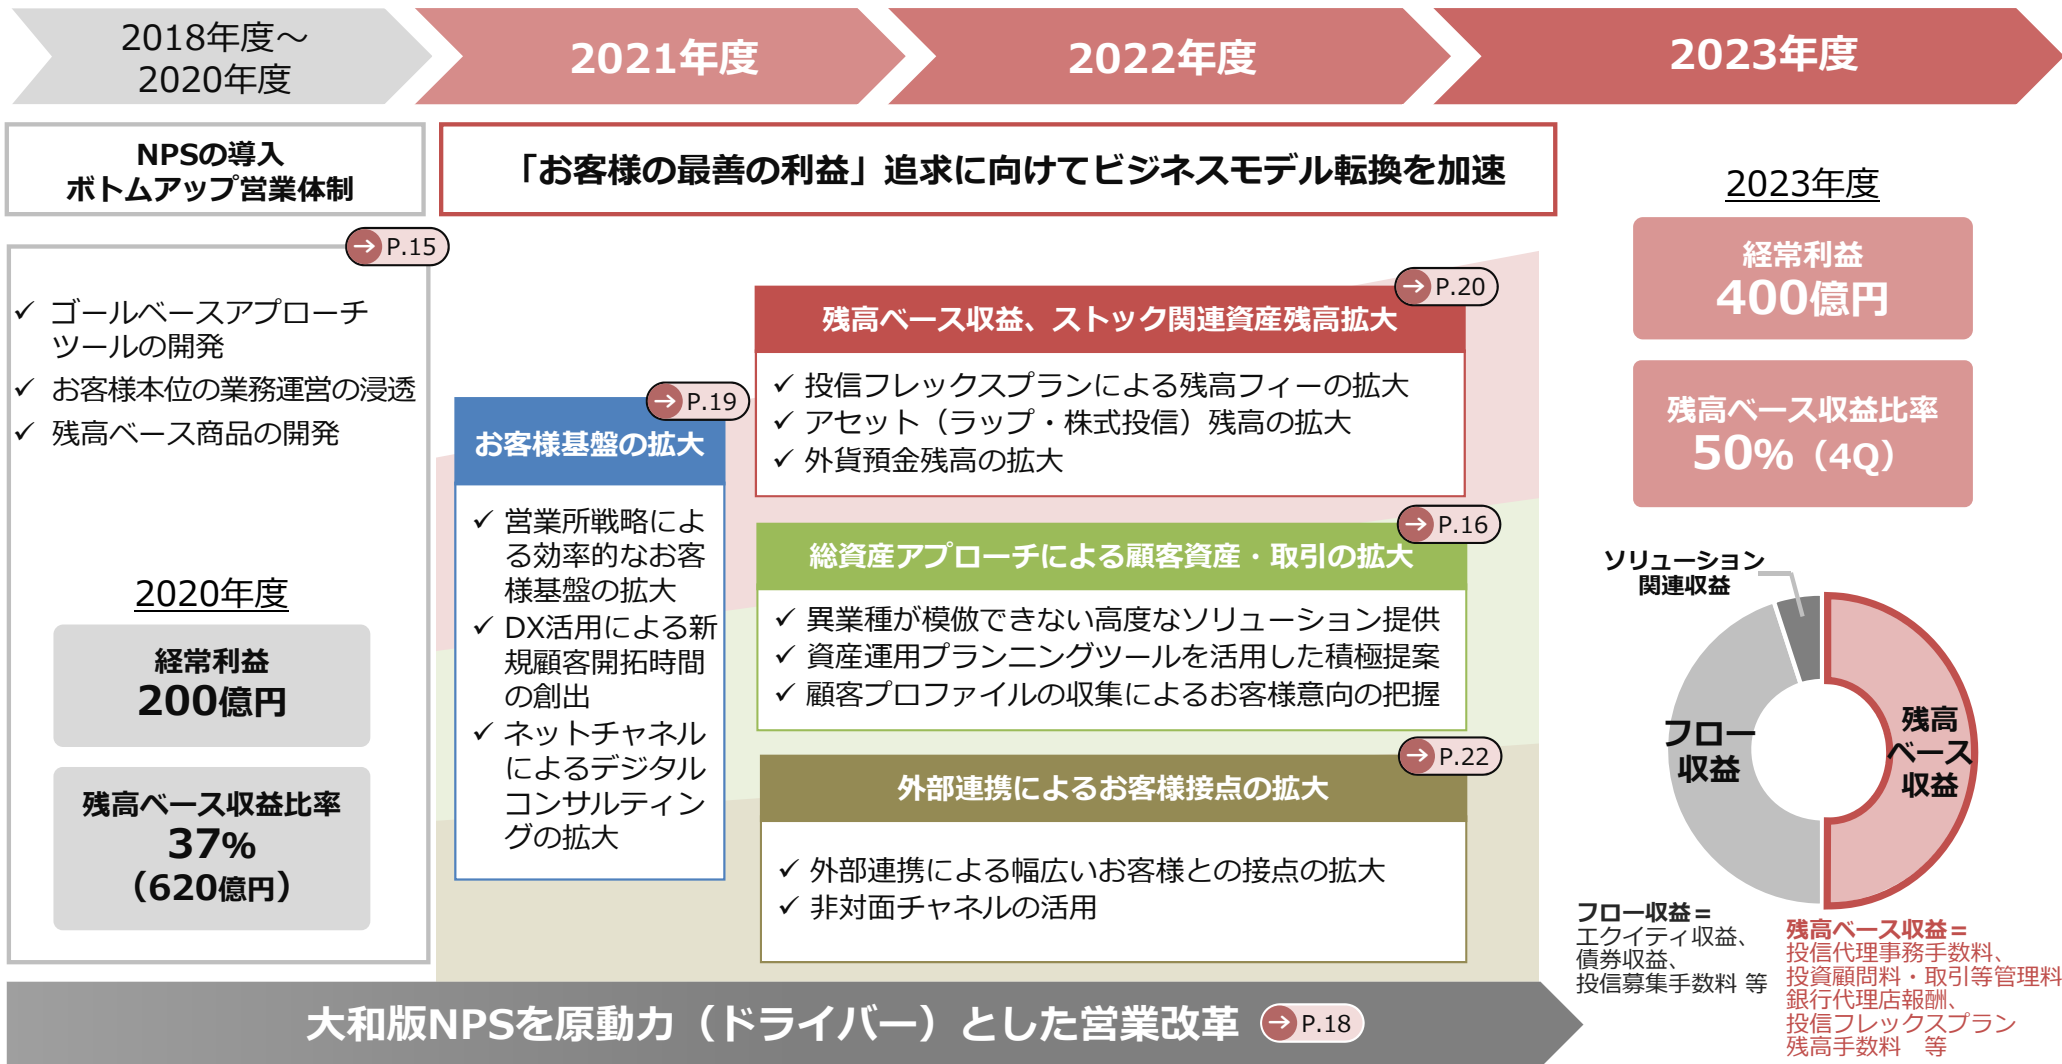 2018年度～
2020年度
2021年度
2022年度
2023年度
NPSの導入
ボトムアップ営業体制
「お客様の最善の利益」追求に向けてビジネスモデル転換を加速
→ P.15
✓ ゴールベースアプローチ
ツールの開発
✓ お客様本位の業務運営の浸透
✓ 残高ベース商品の開発
2020年度
経常利益
200億円
残高ベース収益比率
37%
（620億円）
→ P.19
お客様基盤の拡大
✓ 営業所戦略によ
る効率的なお客
様基盤の拡大
✓ DX活用による新
規顧客開拓時間
の創出
✓ ネットチャネル
によるデジタル
コンサルティン
グの拡大
→ P.20
残高ベース収益、ストック関連資産残高拡大
✓ 投信フレックスプランによる残高フィーの拡大
✓ アセット（ラップ・株式投信）残高の拡大
✓ 外貨預金残高の拡大
→ P.16
総資産アプローチによる顧客資産・取引の拡大
✓ 異業種が模倣できない高度なソリューション提供
✓ 資産運用プランニングツールを活用した積極提案
✓ 顧客プロファイルの収集によるお客様意向の把握
→ P.22
外部連携によるお客様接点の拡大
✓ 外部連携による幅広いお客様との接点の拡大
✓ 非対面チャネルの活用
2023年度
経常利益
400億円
残高ベース収益比率
50%（4Q）
ソリューション
関連収益
フロー
収益
残高
ベース
収益
フロー収益＝
エクイティ収益、
債券収益、
投信募集手数料 等
残高ベース収益＝
投信代理事務手数料、
投資顧問料・取引等管理料
銀行代理店報酬、
投信フレックスプラン
残高手数料　等
大和版NPSを原動力（ドライバー）とした営業改革 → P.18